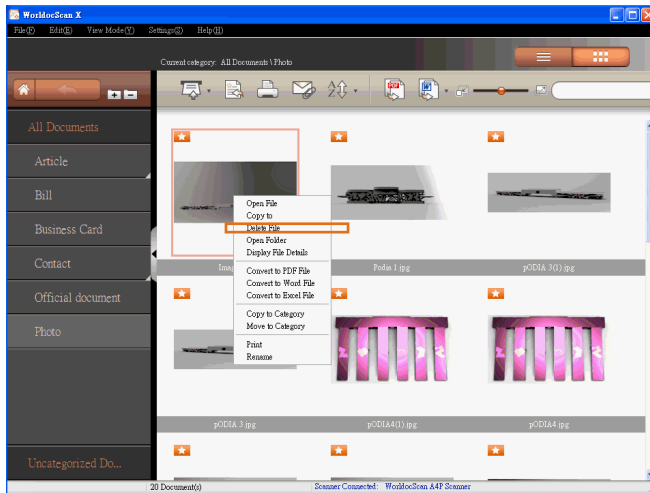 WorldocScan X
File(F) Edit(E) View Mode(Y) Settings(Z) Help(H)
Current category: All Documents \ Photo
All Documents
Article
Bill
Business Card
Contact
Official document
Photo
Uncategorized Do...
PDF
W
Open File
Copy to
Delete File
Open Folder
Display File Details
Convert to PDF File
Convert to Word File
Convert to Excel File
Copy to Category
Move to Category
Print
Rename
Imag
Podia 1.jpg
pODIA 3(1).jpg
pODIA 3.jpg
pODIA4(1).jpg
pODIA4.jpg
20 Document(s)
Scanner Connected: WorldocScan A4P Scanner